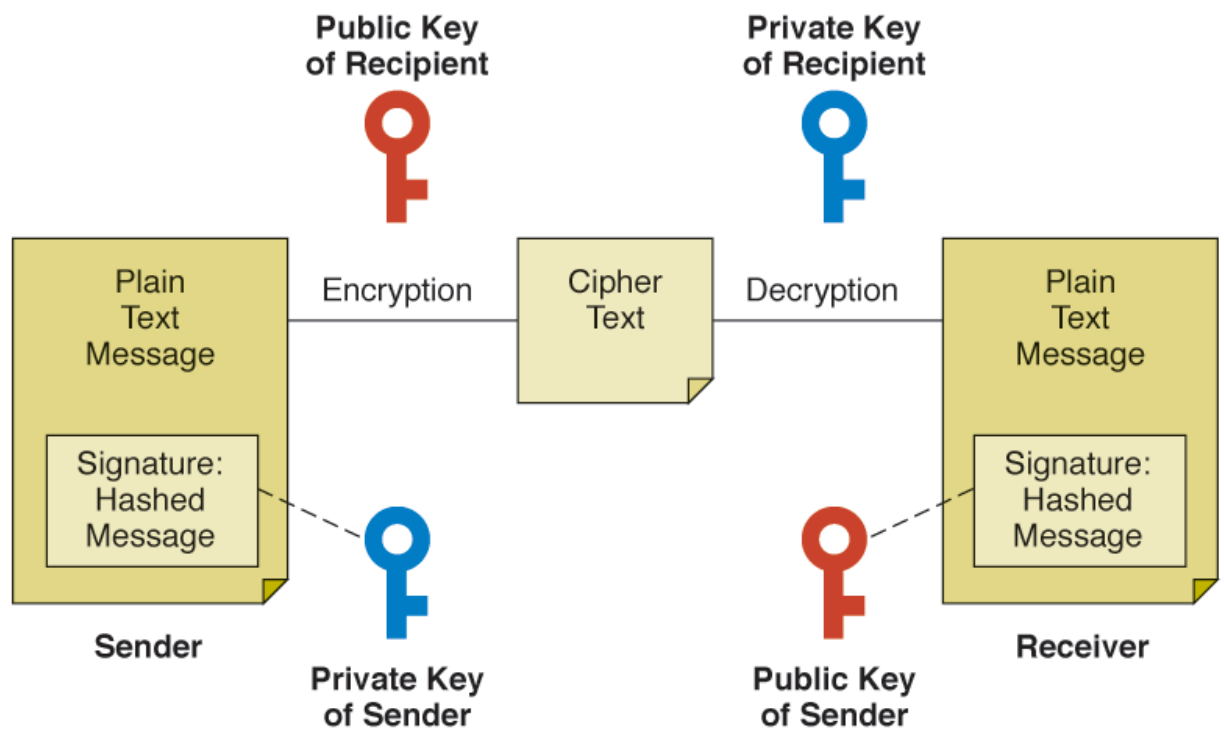 Public Key
of Recipient
Private Key
of Recipient
Plain
Text
Message
Encryption
Cipher
Text
Decryption
Plain
Text
Message
Signature:
Hashed
Message
Signature:
Hashed
Message
Sender
Private Key
of Sender
Public Key
of Sender
Receiver